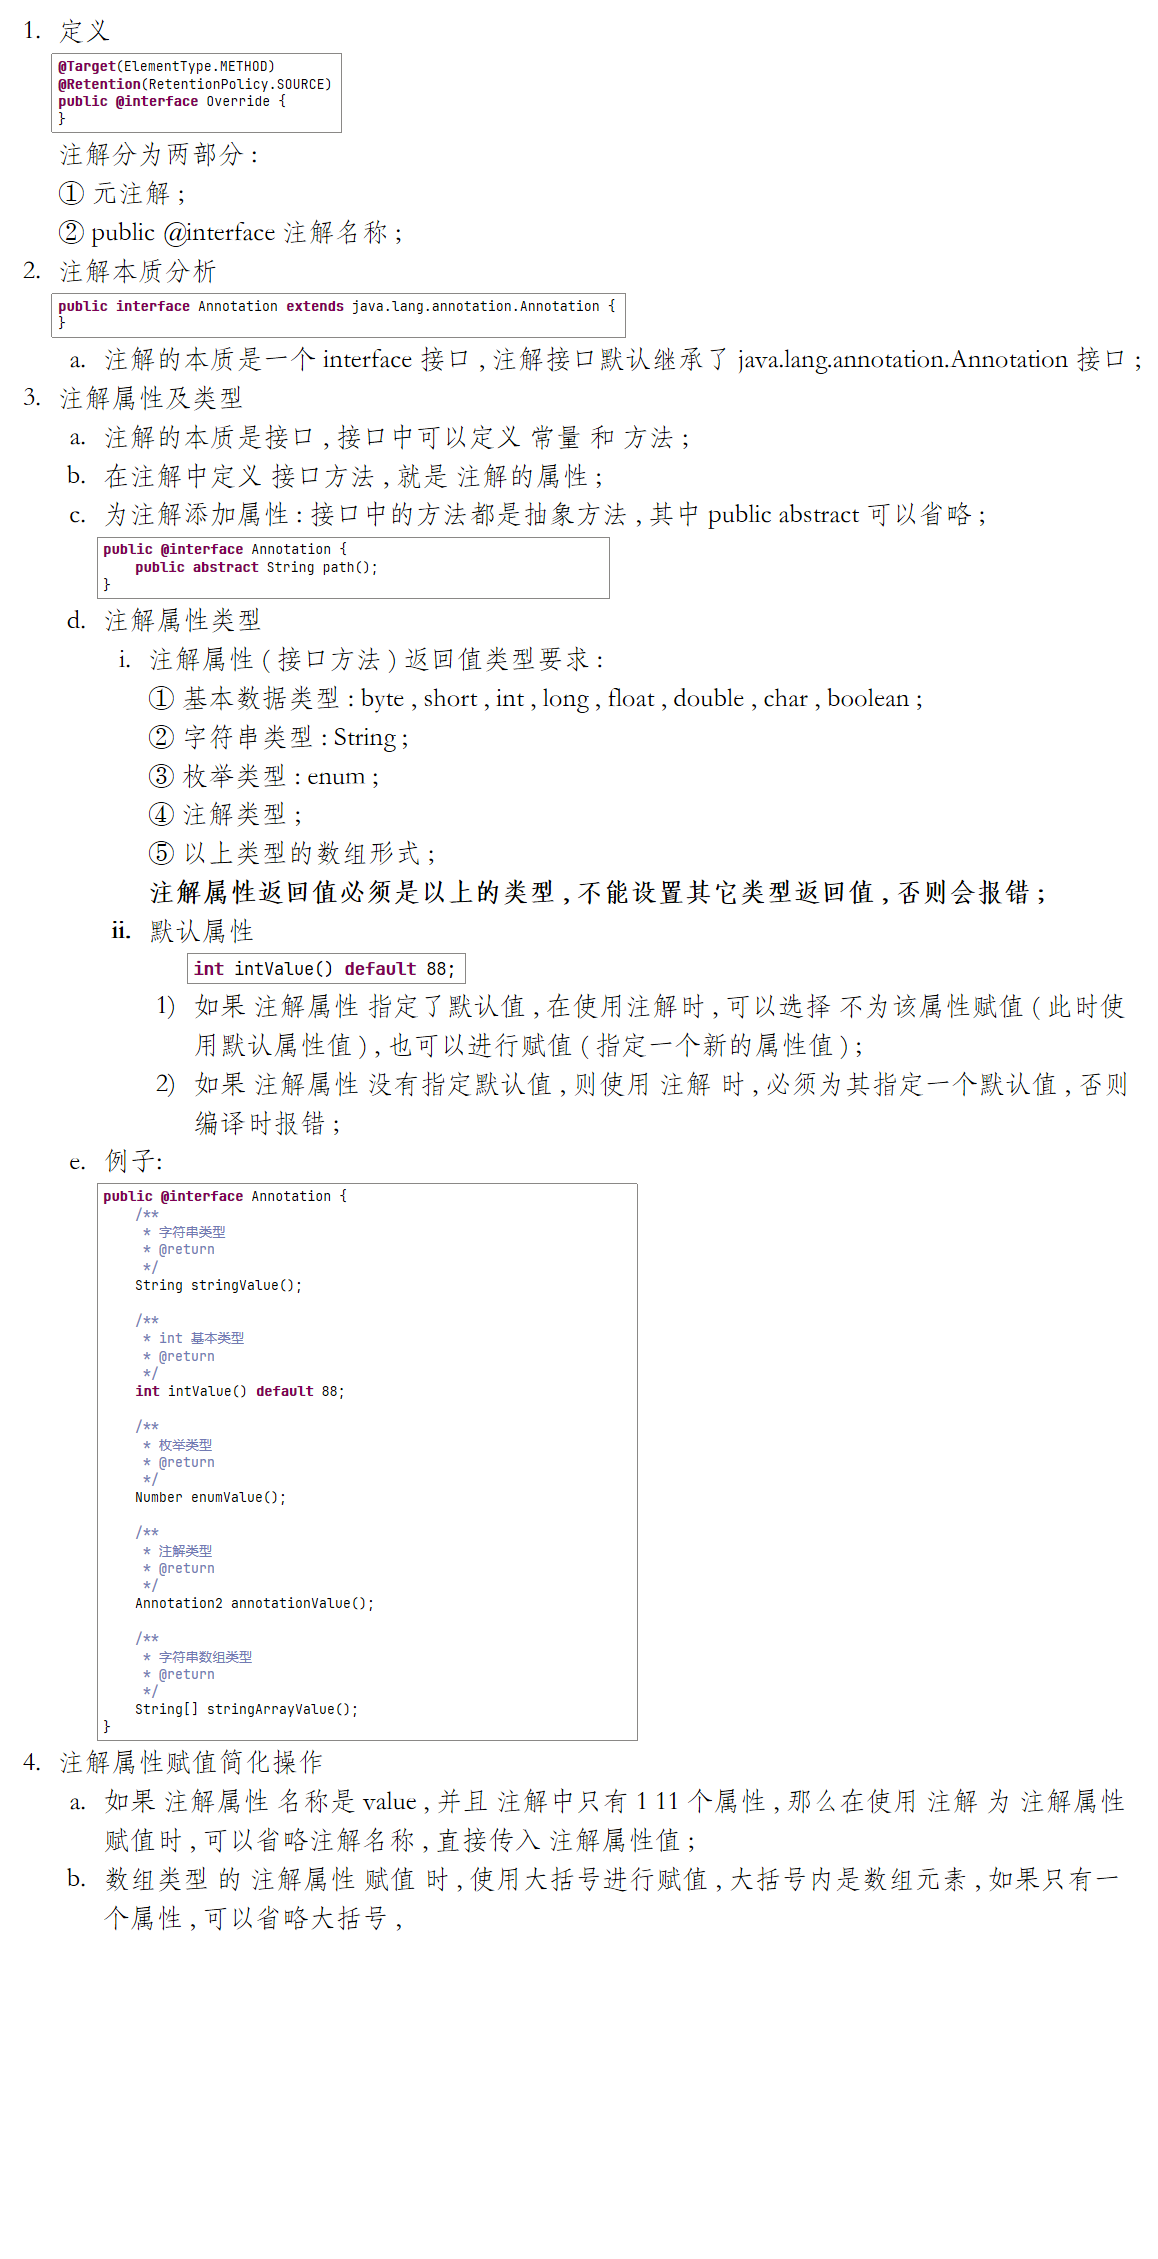 1. 定义
@Target(ElementType.METHOD)
@Retention(RetentionPolicy.SOURCE)
public @interface Override {
}
注解分为两部分 :
① 元注解 ;
② public @interface 注解名称 ;
2. 注解本质分析
public interface Annotation extends java.lang.annotation.Annotation {
}
a. 注解的本质是一个 interface 接口 , 注解接口默认继承了 java.lang.annotation.Annotation 接口 ;
3. 注解属性及类型
a. 注解的本质是接口 , 接口中可以定义 常量 和 方法 ;
b. 在注解中定义 接口方法 , 就是 注解的属性 ;
c. 为注解添加属性 : 接口中的方法都是抽象方法 , 其中 public abstract 可以省略 ;
public @interface Annotation {
public abstract String path();
}
d. 注解属性类型
i. 注解属性 ( 接口方法 ) 返回值类型要求 :
① 基本数据类型 : byte , short , int , long , float , double , char , boolean ;
② 字符串类型 : String ;
③ 枚举类型 : enum ;
④ 注解类型 ;
⑤ 以上类型的数组形式 ;
注解属性返回值必须是以上的类型 , 不能设置其它类型返回值 , 否则会报错 ;
ii. 默认属性
int intValue() default 88;
1) 如果 注解属性 指定了默认值 , 在使用注解时 , 可以选择 不为该属性赋值 ( 此时使
用默认属性值 ) , 也可以进行赋值 ( 指定一个新的属性值 ) ;
2) 如果 注解属性 没有指定默认值 , 则使用 注解 时 , 必须为其指定一个默认值 , 否则
编译时报错 ;
e. 例子:
public @interface Annotation {
/**
* 字符串类型
* @return
*/
String stringValue();
/**
* int 基本类型
* @return
*/
int intValue() default 88;
/**
* 枚举类型
* @return
*/
Number enumValue();
/**
* 注解类型
* @return
*/
Annotation2 annotationValue();
/**
* 字符串数组类型
* @return
*/
String[] stringArrayValue();
}
4. 注解属性赋值简化操作
a. 如果 注解属性 名称是 value , 并且 注解中只有 1 11 个属性 , 那么在使用 注解 为 注解属性
赋值时 , 可以省略注解名称 , 直接传入 注解属性值 ;
b. 数组类型 的 注解属性 赋值 时 , 使用大括号进行赋值 , 大括号内是数组元素 , 如果只有一
个属性 , 可以省略大括号 ,